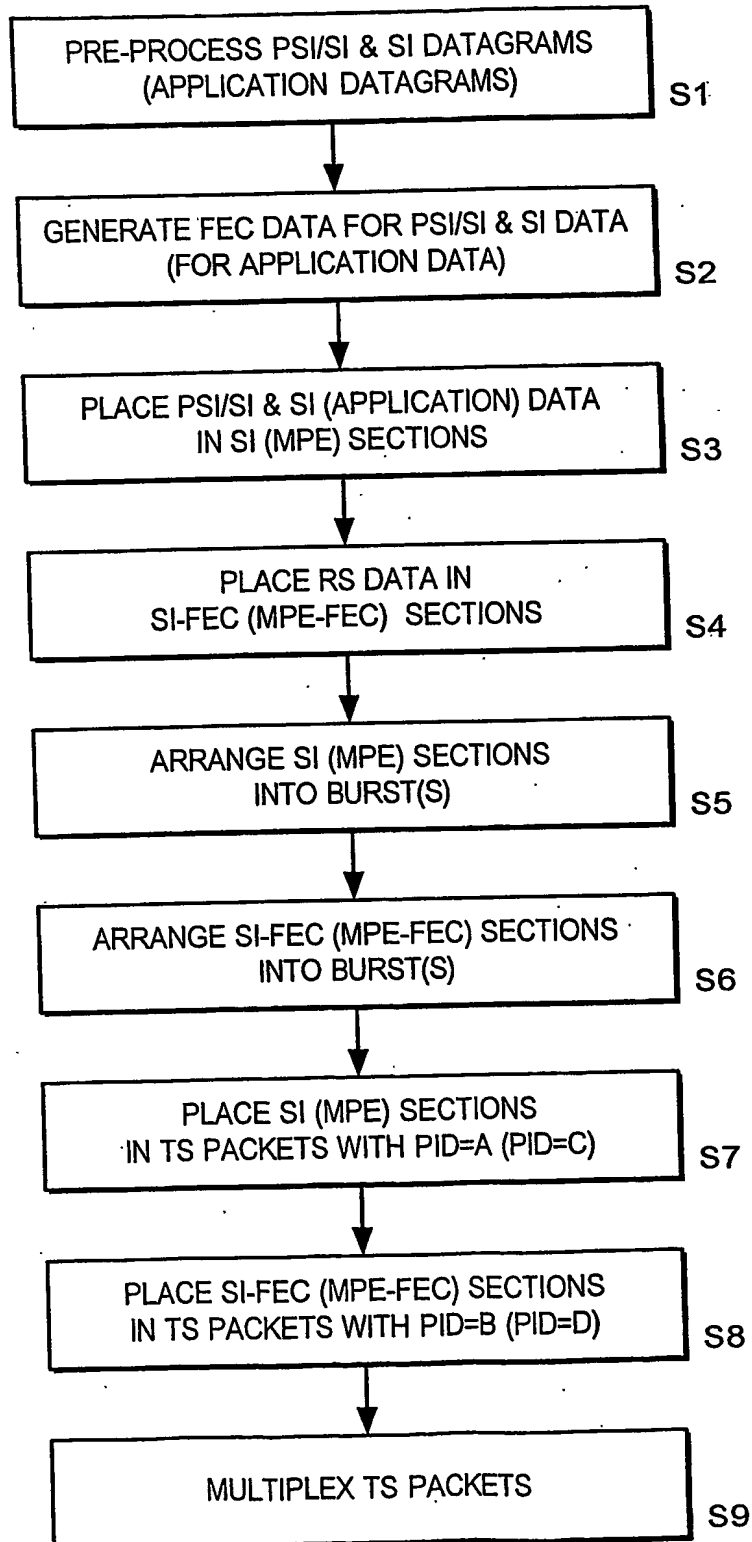 PRE-PROCESS PSI/SI & SI DATAGRAMS
(APPLICATION DATAGRAMS)
S1
GENERATE FEC DATA FOR PSI/SI & SI DATA
(FOR APPLICATION DATA)
S2
PLACE PSI/SI & SI (APPLICATION) DATA
IN SI (MPE) SECTIONS
S3
PLACE RS DATA IN
SI-FEC (MPE-FEC) SECTIONS
S4
ARRANGE SI (MPE) SECTIONS
INTO BURST(S)
S5
ARRANGE SI-FEC (MPE-FEC) SECTIONS
INTO BURST(S)
S6
PLACE SI (MPE) SECTIONS
IN TS PACKETS WITH PID=A (PID=C)
S7
PLACE SI-FEC (MPE-FEC) SECTIONS
IN TS PACKETS WITH PID=B (PID=D)
S8
MULTIPLEX TS PACKETS
S9